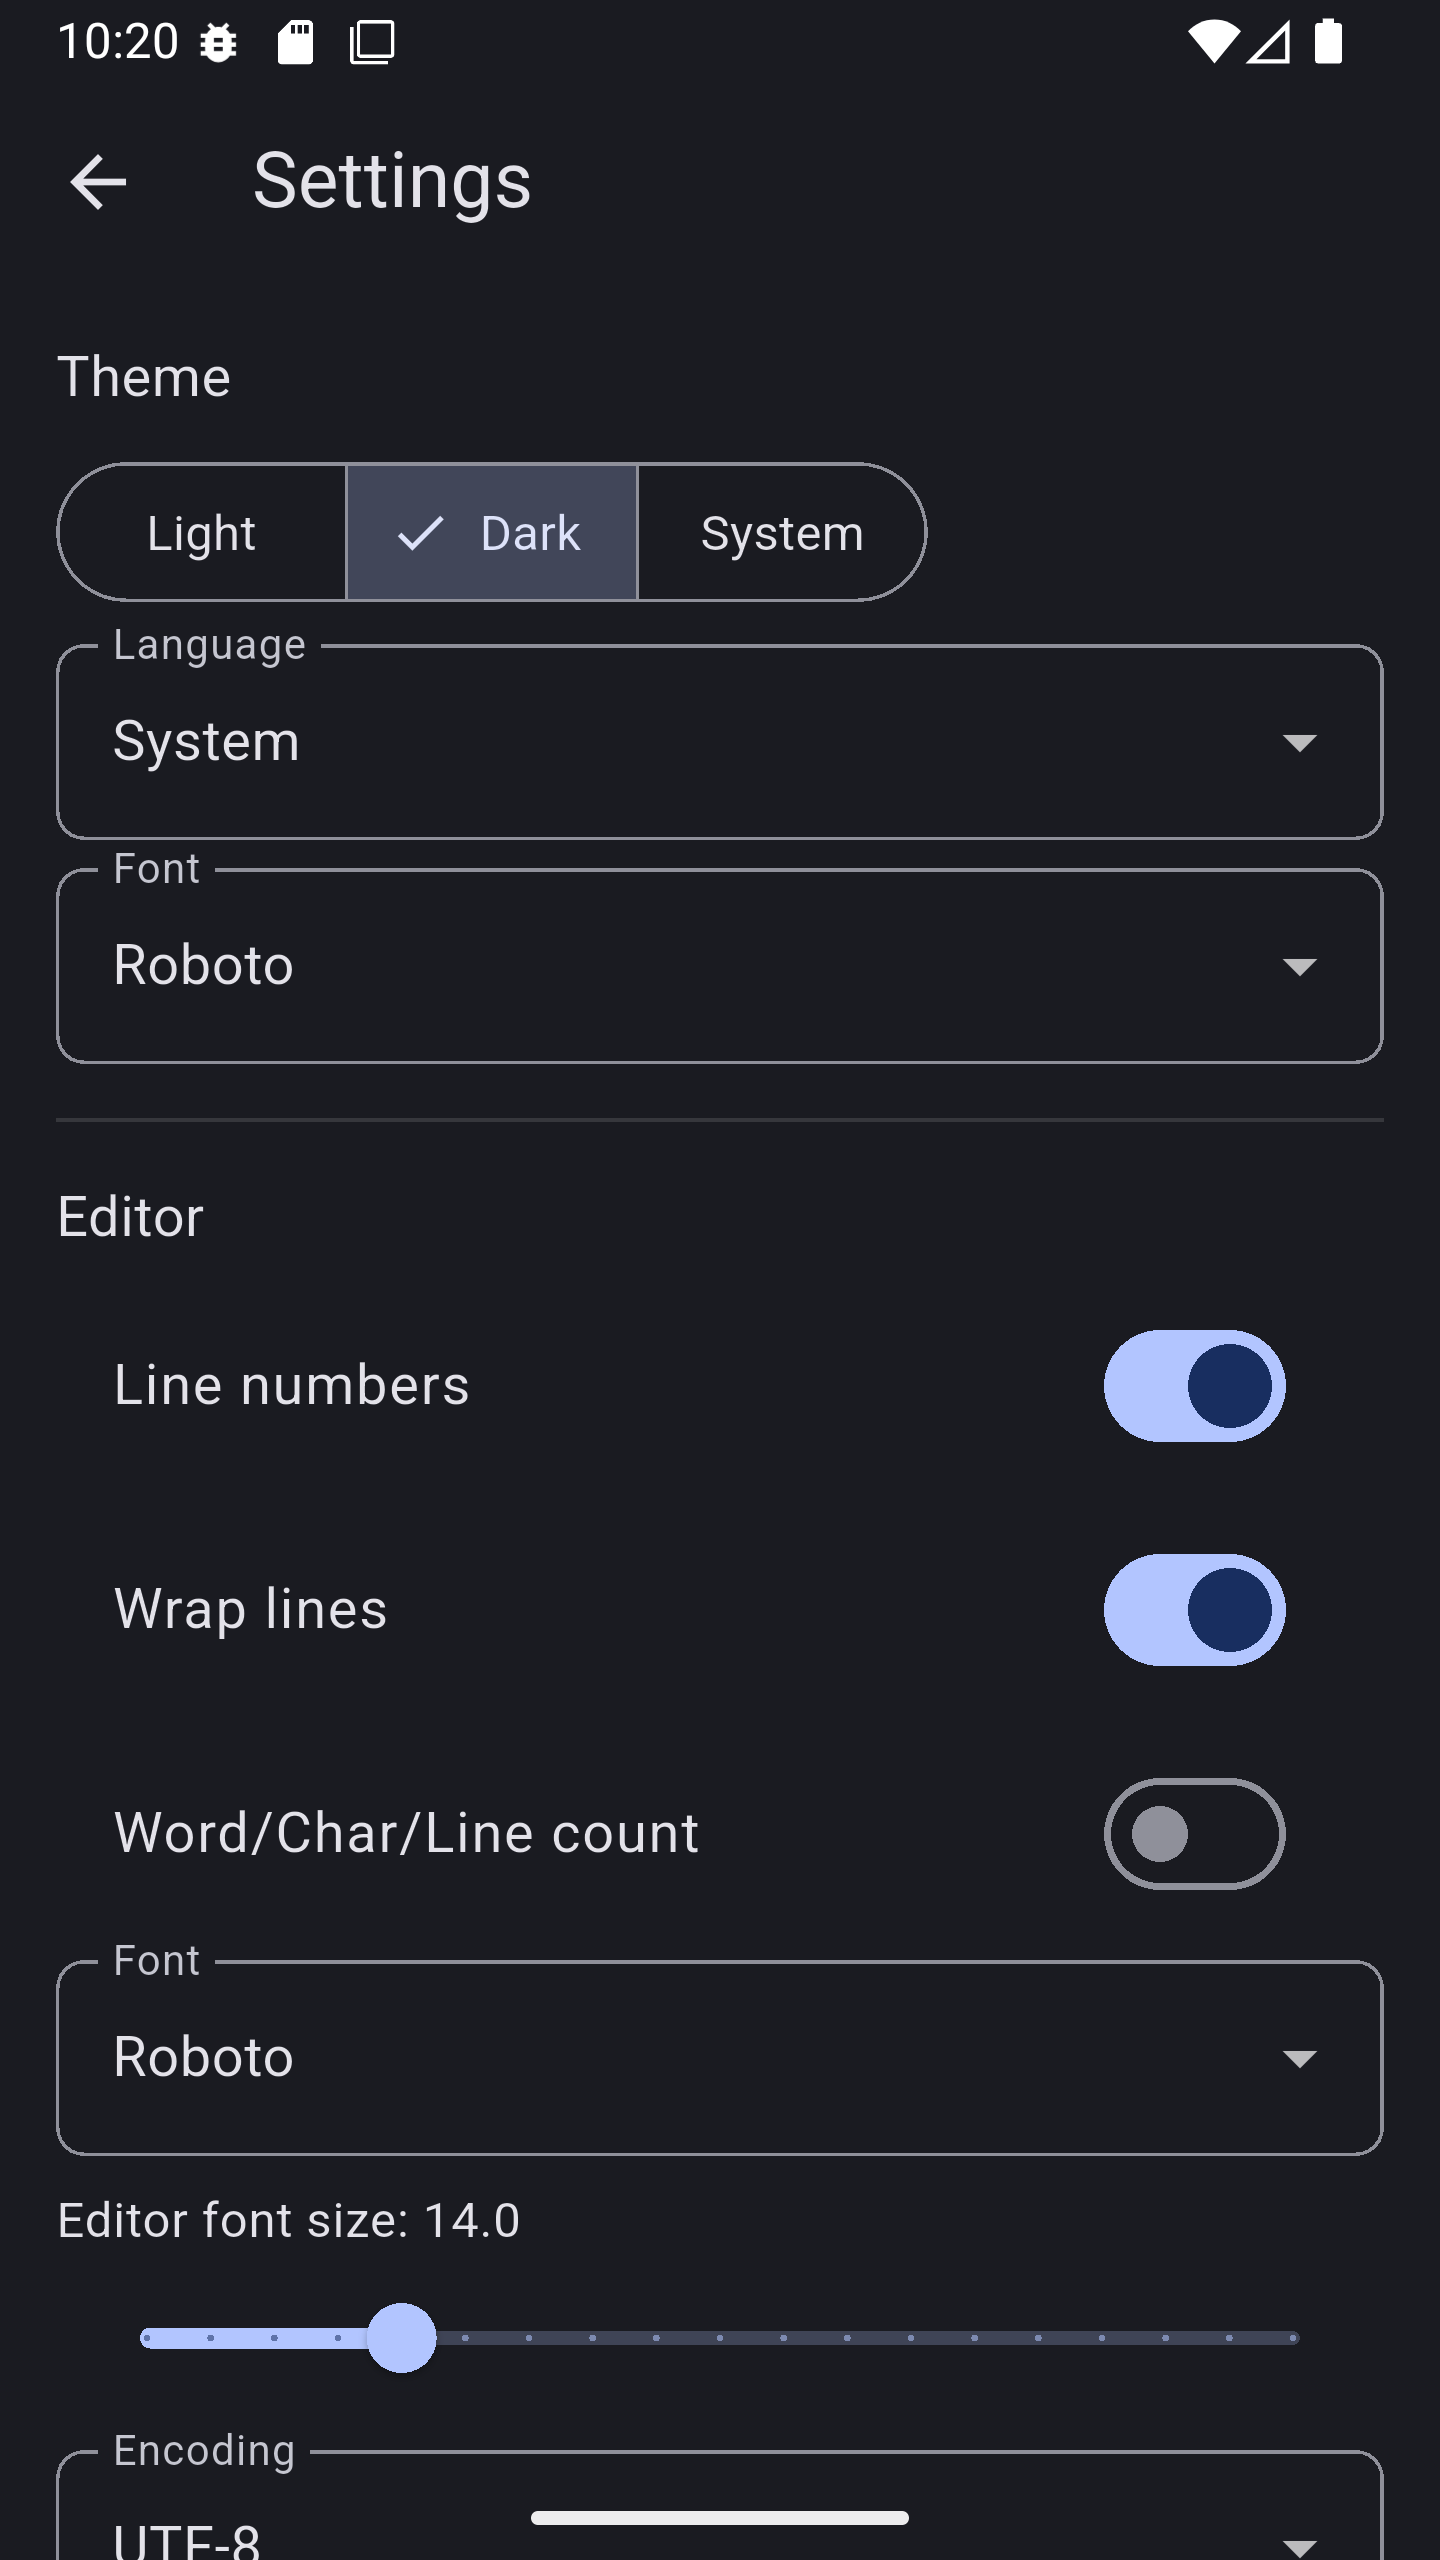 10:20
Settings
Theme
Light
Dark
System
Language
System
Font
Roboto
Editor
Line numbers
Wrap lines
Word/Char/Line count
Font
Roboto
Editor font size: 14.0
Encoding
UTF-8